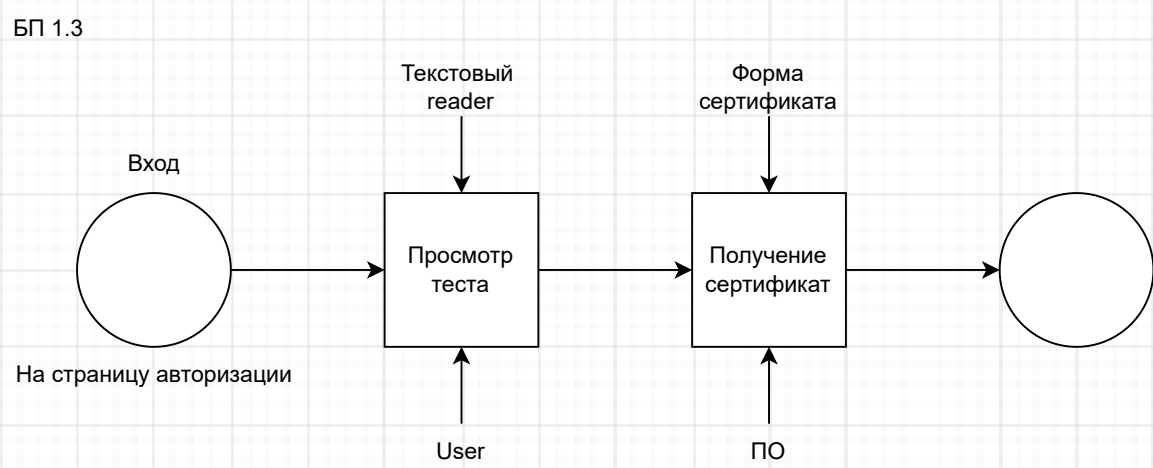 БП 1.3
Текстовый
reader
Форма
сертификата
Вход
Просмотр
теста
Получение
сертификат
На страницу авторизации
User
ПО